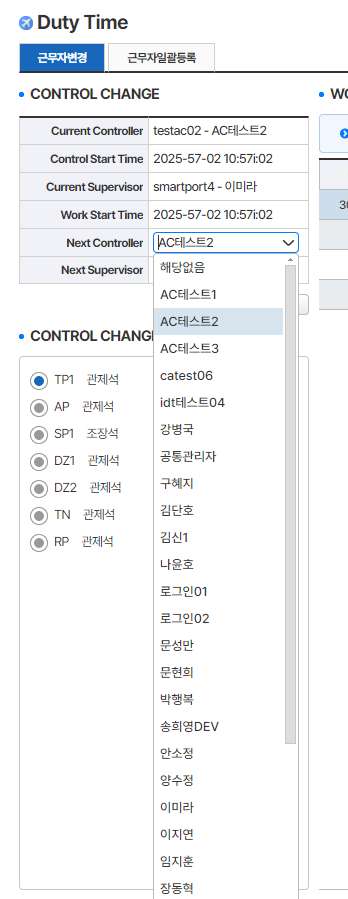 Duty Time
근무자변경 근무자일괄등록
CONTROL CHANGE
Current Controller testac02 - AC테스트2
Control Start Time 2025-57-02 10:57i:02
Current Supervisor smartport4 - 이미라
Work Start Time 2025-57-02 10:57i:02
Next Controller AC테스트2
Next Supervisor
해당없음
AC테스트1
AC테스트2
AC테스트3
catest06
idt테스트04
강병국
공통관리자
구혜지
김단호
김신1
나윤호
로그인01
로그인02
문성만
문현희
박행복
송희영DEV
안소정
양수정
이미라
이지연
임지훈
장동혁
CONTROL CHANGE
TP1 관제석
AP 관제석
SP1 조장석
DZ1 관제석
DZ2 관제석
TN 관제석
RP 관제석
WO
30